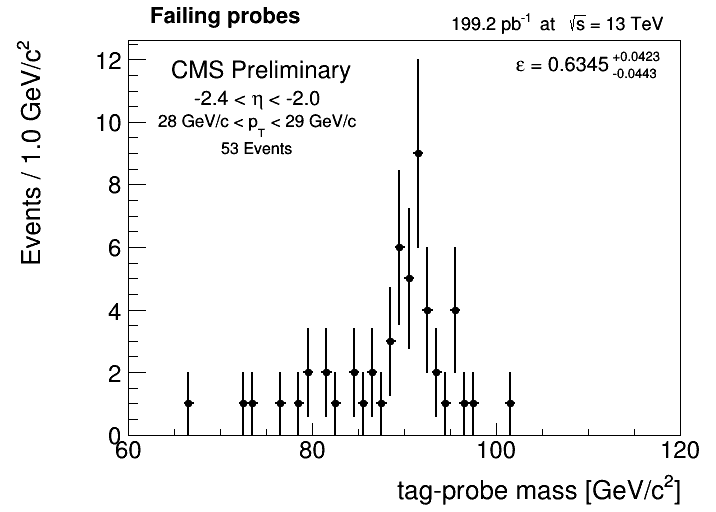 Failing probes
199.2 pb⁻¹ at √s = 13 TeV
CMS Preliminary
-2.4 < η < -2.0
28 GeV/c < p_T < 29 GeV/c
53 Events
ε = 0.6345 +0.0423 -0.0443
Events / 1.0 GeV/c²
12
10
8
6
4
2
0
60 80 100 120
tag-probe mass [GeV/c²]